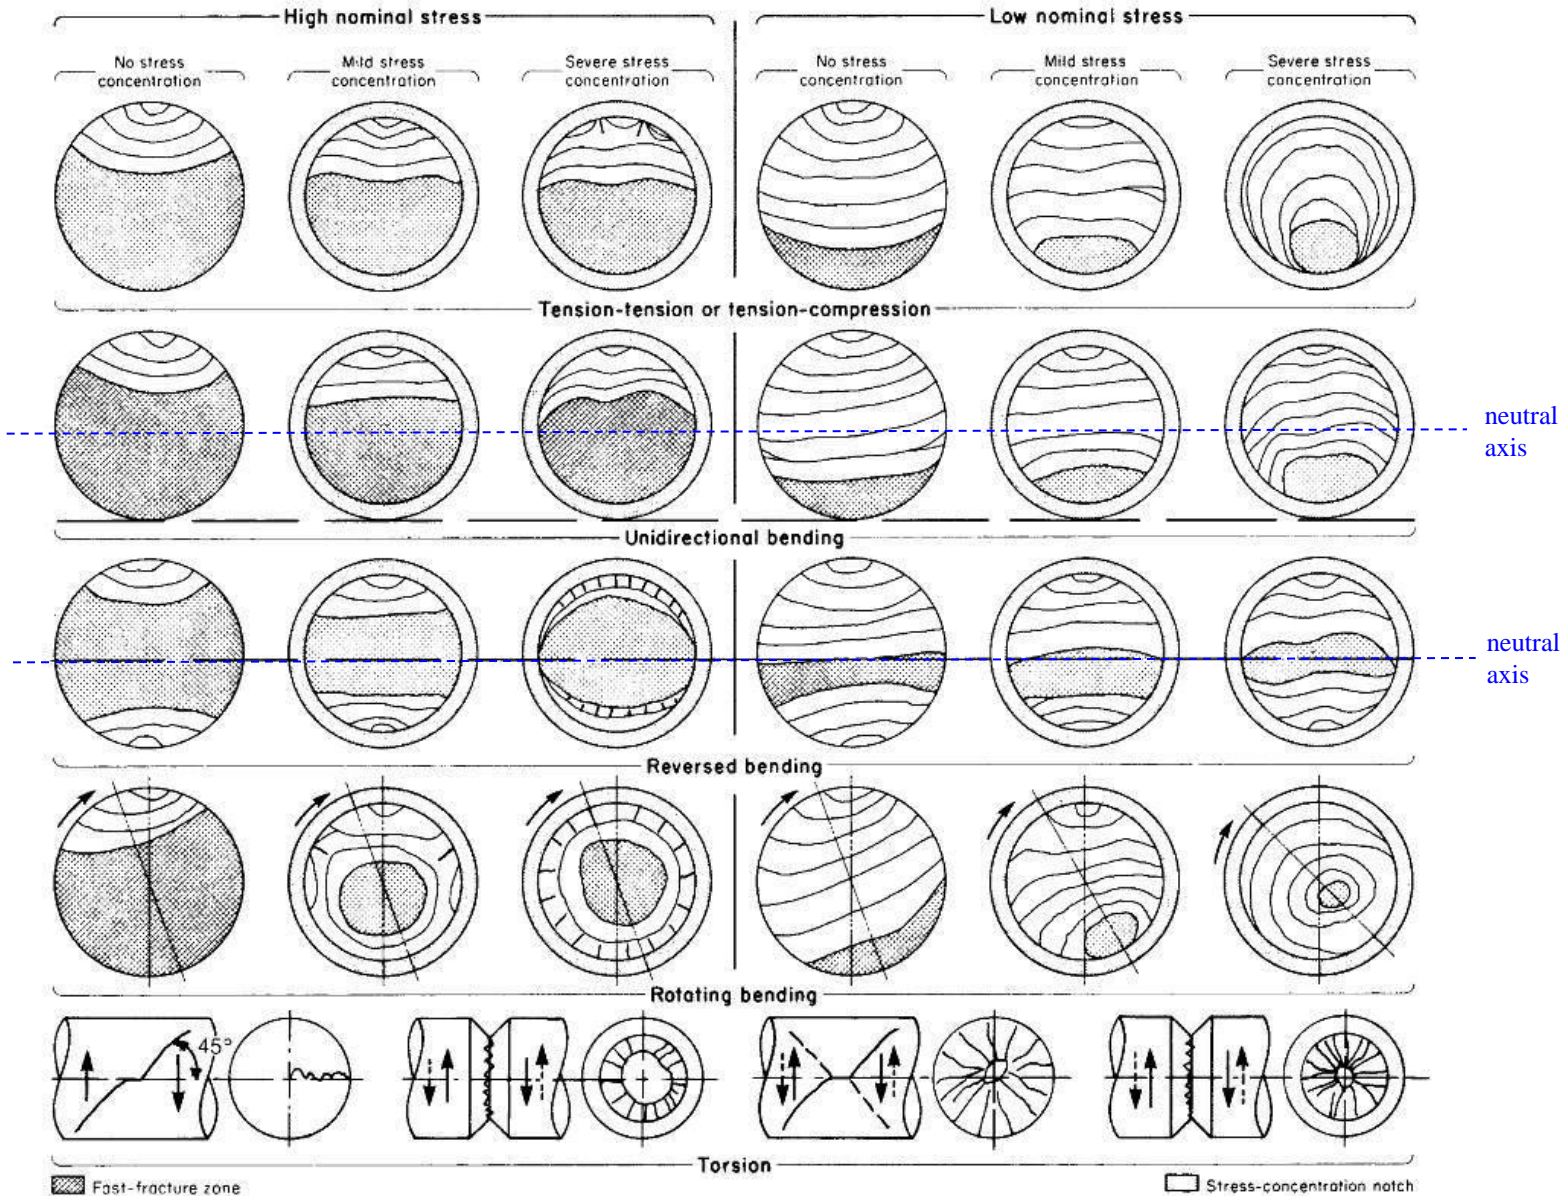 High nominal stress
Low nominal stress
No stress
concentration
Mild stress
concentration
Severe stress
concentration
No stress
concentration
Mild stress
concentration
Severe stress
concentration
Tension-tension or tension-compression
neutral
axis
Unidirectional bending
neutral
axis
Reversed bending
Rotating bending
45°
Torsion
Fast-fracture zone
Stress-concentration notch